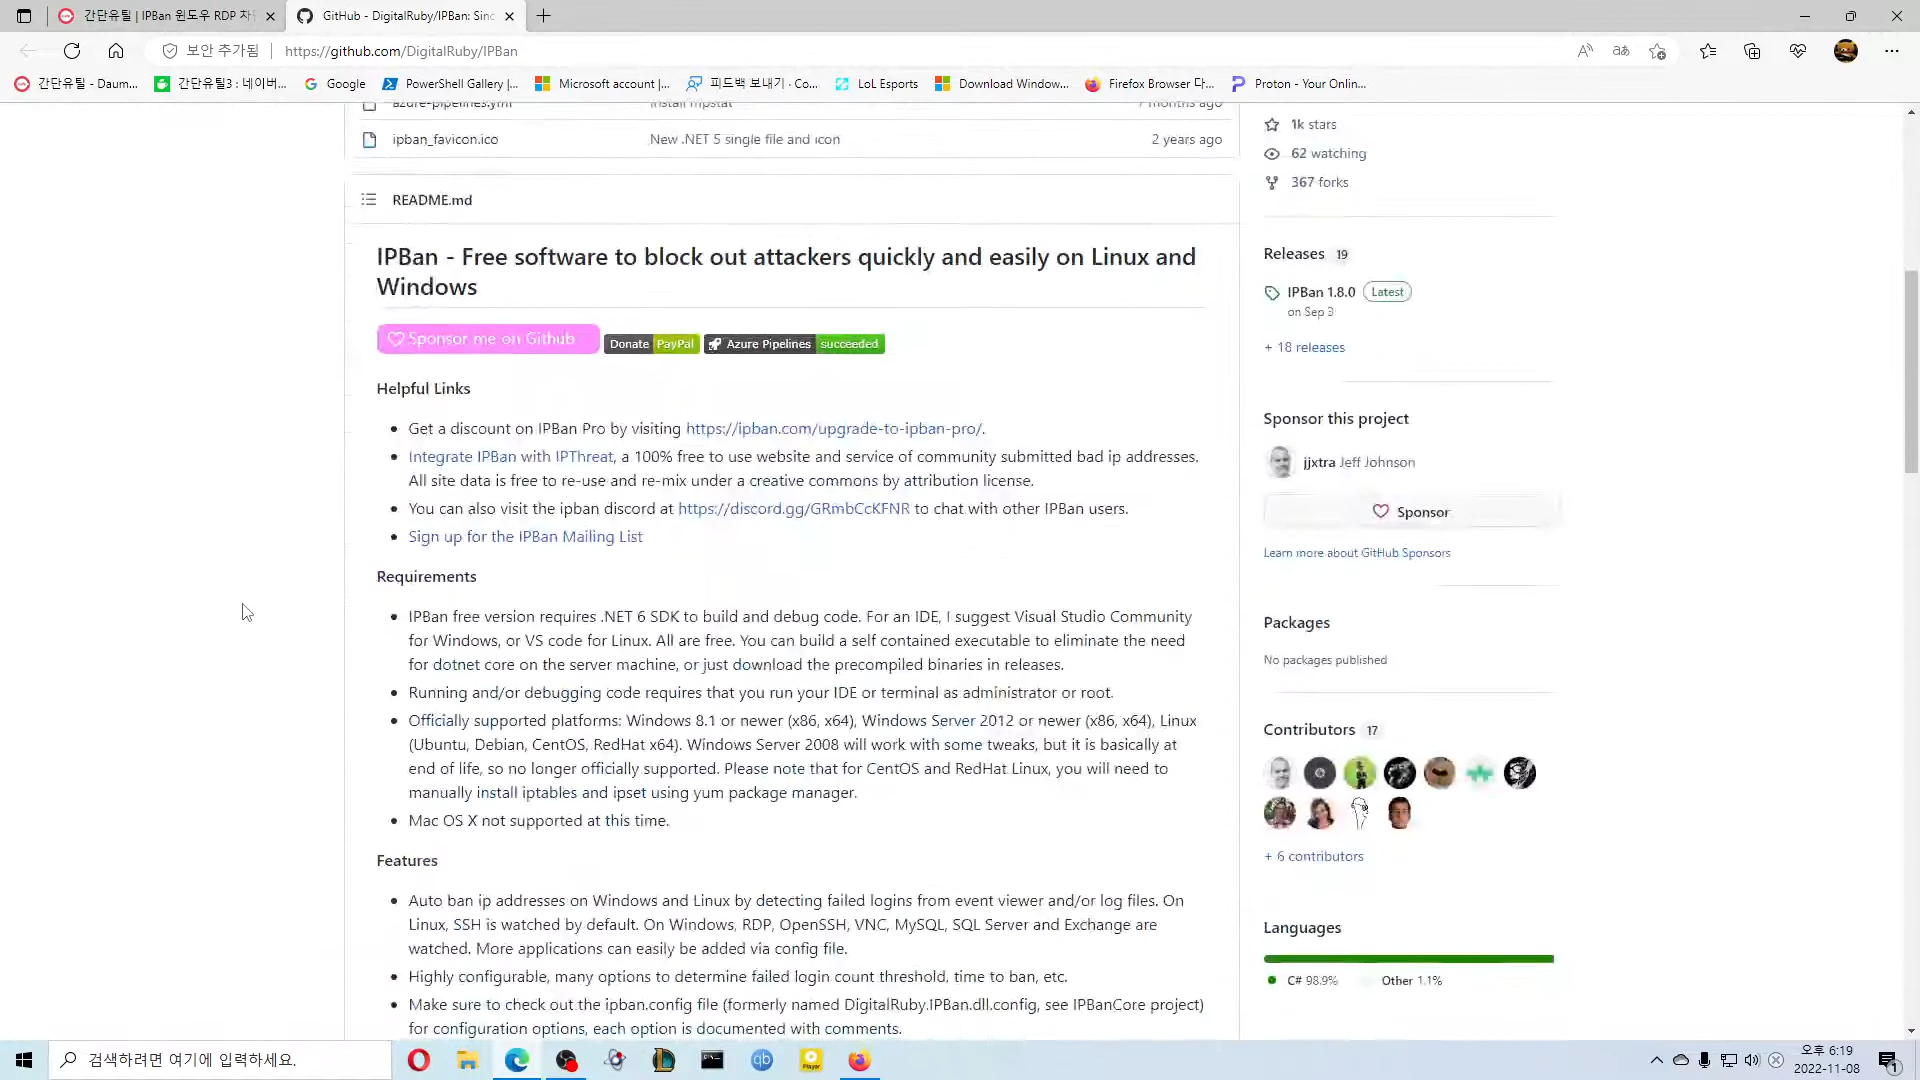 간단유틸 | IPBan 윈도우 RDP 자
GitHub - DigitalRuby/IPBan: Sinc
보안 추가됨
https://github.com/DigitalRuby/IPBan
간단유틸 - Daum...
간단유틸3 : 네이버...
Google
PowerShell Gallery |...
Microsoft account |...
피드백 보내기 · Co...
LoL Esports
Download Window...
Firefox Browser 다...
Proton - Your Onlin...
azure-pipelines.yml
Install mpstat
7 months ago
ipban_favicon.ico
New .NET 5 single file and icon
2 years ago
README.md
IPBan - Free software to block out attackers quickly and easily on Linux and
Windows
Sponsor me on Github
Donate PayPal
Azure Pipelines succeeded
Helpful Links
Get a discount on IPBan Pro by visiting https://ipban.com/upgrade-to-ipban-pro/.
Integrate IPBan with IPThreat, a 100% free to use website and service of community submitted bad ip addresses.
All site data is free to re-use and re-mix under a creative commons by attribution license.
You can also visit the ipban discord at https://discord.gg/GRmbCcKFNR to chat with other IPBan users.
Sign up for the IPBan Mailing List
Requirements
IPBan free version requires .NET 6 SDK to build and debug code. For an IDE, I suggest Visual Studio Community
for Windows, or VS code for Linux. All are free. You can build a self contained executable to eliminate the need
for dotnet core on the server machine, or just download the precompiled binaries in releases.
Running and/or debugging code requires that you run your IDE or terminal as administrator or root.
Officially supported platforms: Windows 8.1 or newer (x86, x64), Windows Server 2012 or newer (x86, x64), Linux
(Ubuntu, Debian, CentOS, RedHat x64). Windows Server 2008 will work with some tweaks, but it is basically at
end of life, so no longer officially supported. Please note that for CentOS and RedHat Linux, you will need to
manually install iptables and ipset using yum package manager.
Mac OS X not supported at this time.
Features
Auto ban ip addresses on Windows and Linux by detecting failed logins from event viewer and/or log files. On
Linux, SSH is watched by default. On Windows, RDP, OpenSSH, VNC, MySQL, SQL Server and Exchange are
watched. More applications can easily be added via config file.
Highly configurable, many options to determine failed login count threshold, time to ban, etc.
Make sure to check out the ipban.config file (formerly named DigitalRuby.IPBan.dll.config, see IPBanCore project)
for configuration options, each option is documented with comments.
1k stars
62 watching
367 forks
Releases 19
IPBan 1.8.0 Latest
on Sep 3
+ 18 releases
Sponsor this project
jjxtra Jeff Johnson
Sponsor
Learn more about GitHub Sponsors
Packages
No packages published
Contributors 17
+ 6 contributors
Languages
C# 98.9%
Other 1.1%
검색하려면 여기에 입력하세요.
qb
Player
오후 6:19
2022-11-08
1